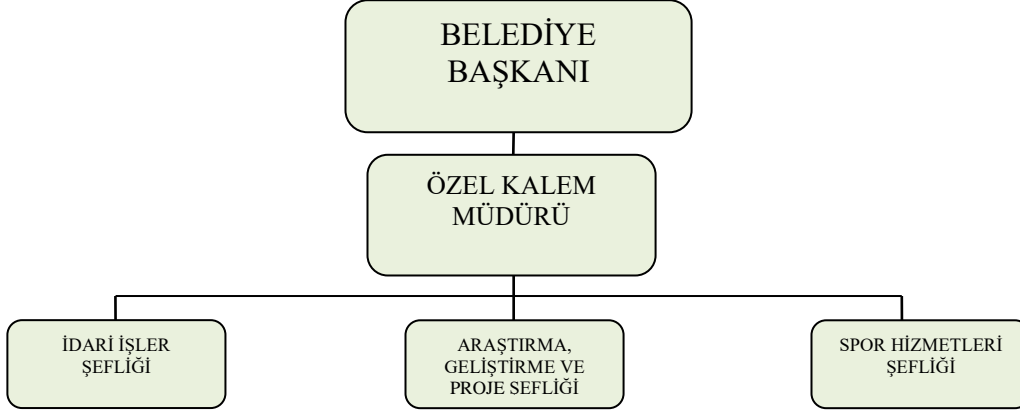 BELEDİYE
BAŞKANI
ÖZEL KALEM
MÜDÜRÜ
İDARİ İŞLER
ŞEFLİĞİ
ARAŞTIRMA,
GELİŞTİRME VE
PROJE SEFLİĞİ
SPOR HİZMETLERİ
ŞEFLİĞİ